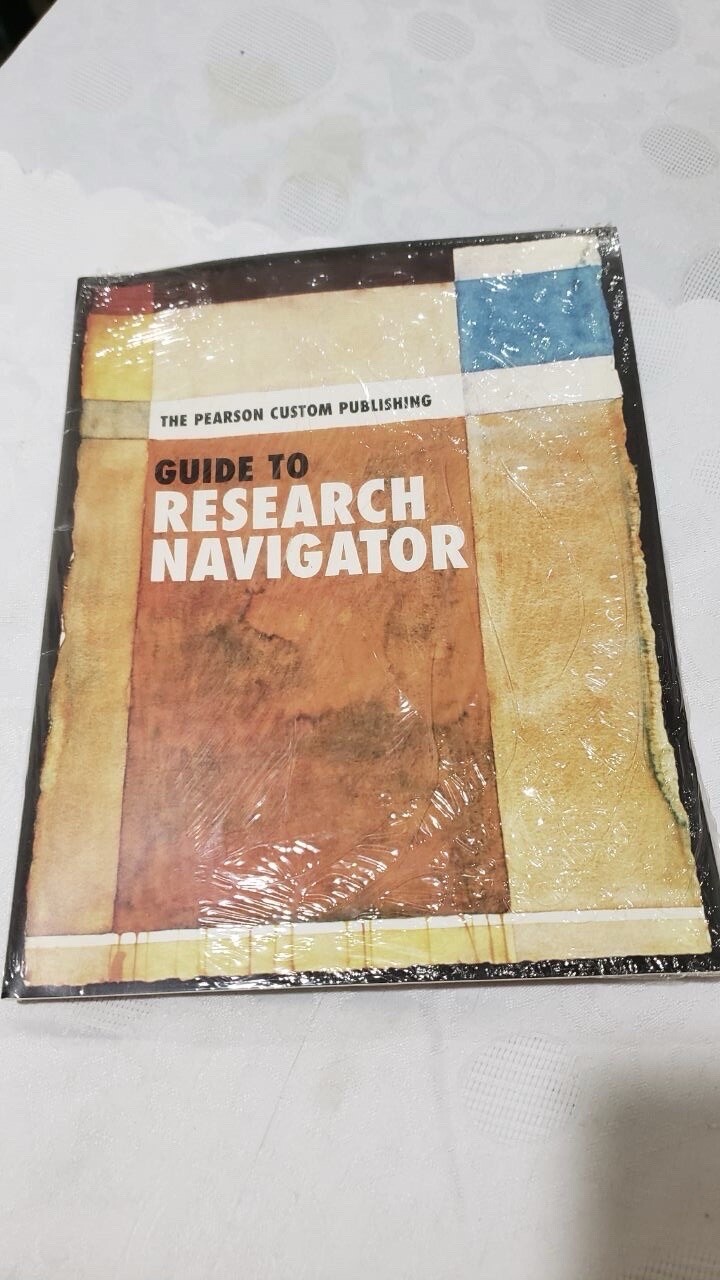 THE PEARSON CUSTOM PUBLISHING
GUIDE TO
RESEARCH
NAVIGATOR